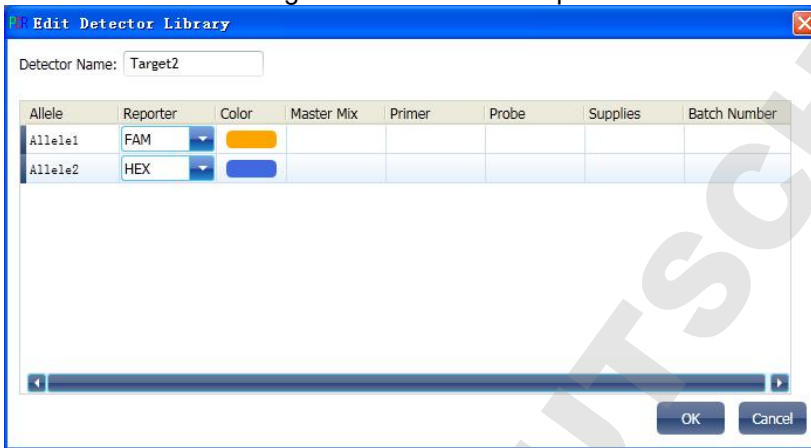 PCR Edit Detector Library
Detector Name: Target2
Allele Reporter Color Master Mix Primer Probe Supplies Batch Number
Allele1 FAM
Allele2 HEX
OK Cancel